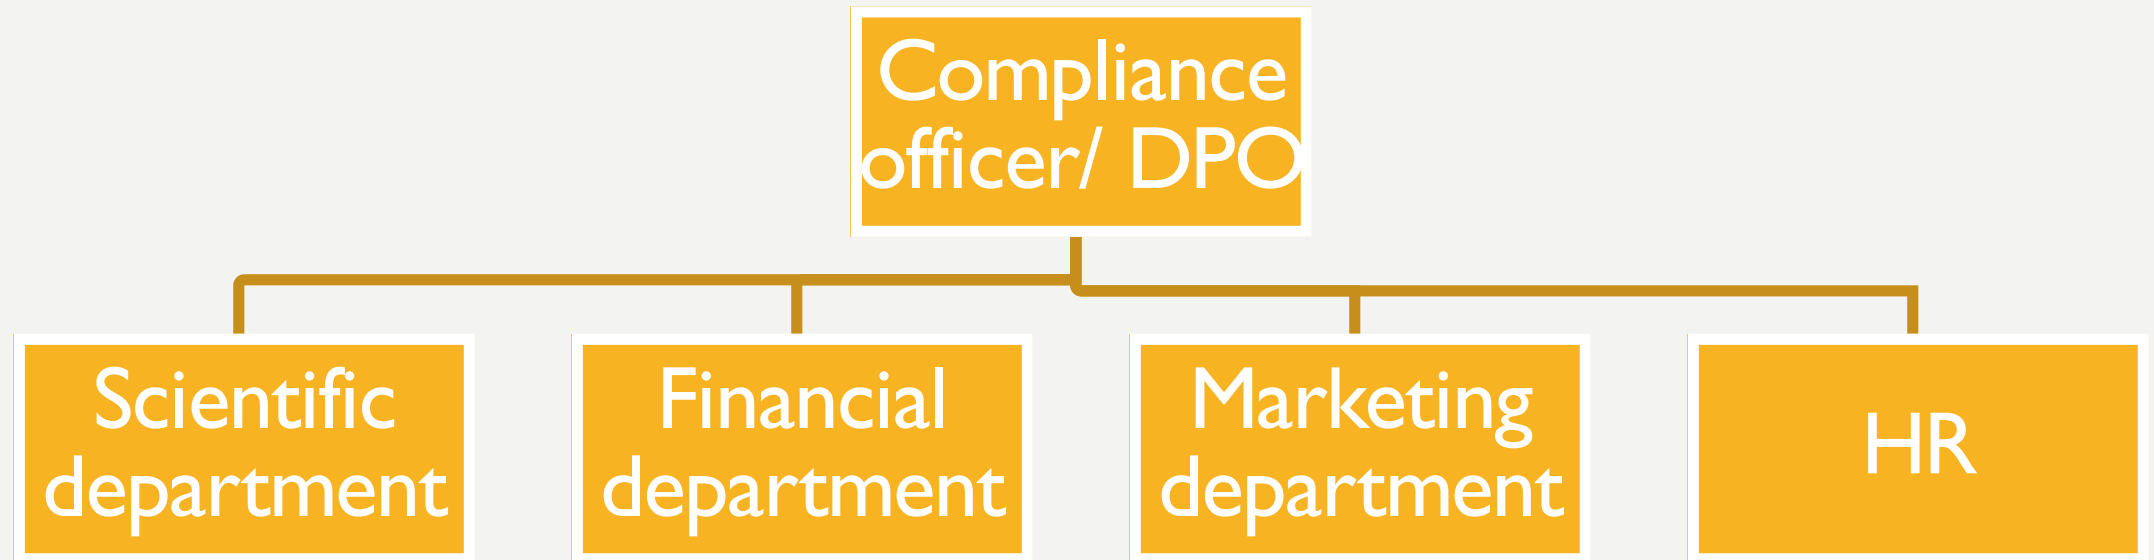 Compliance
officer/ DPO
Scientific
department
Financial
department
Marketing
department
HR